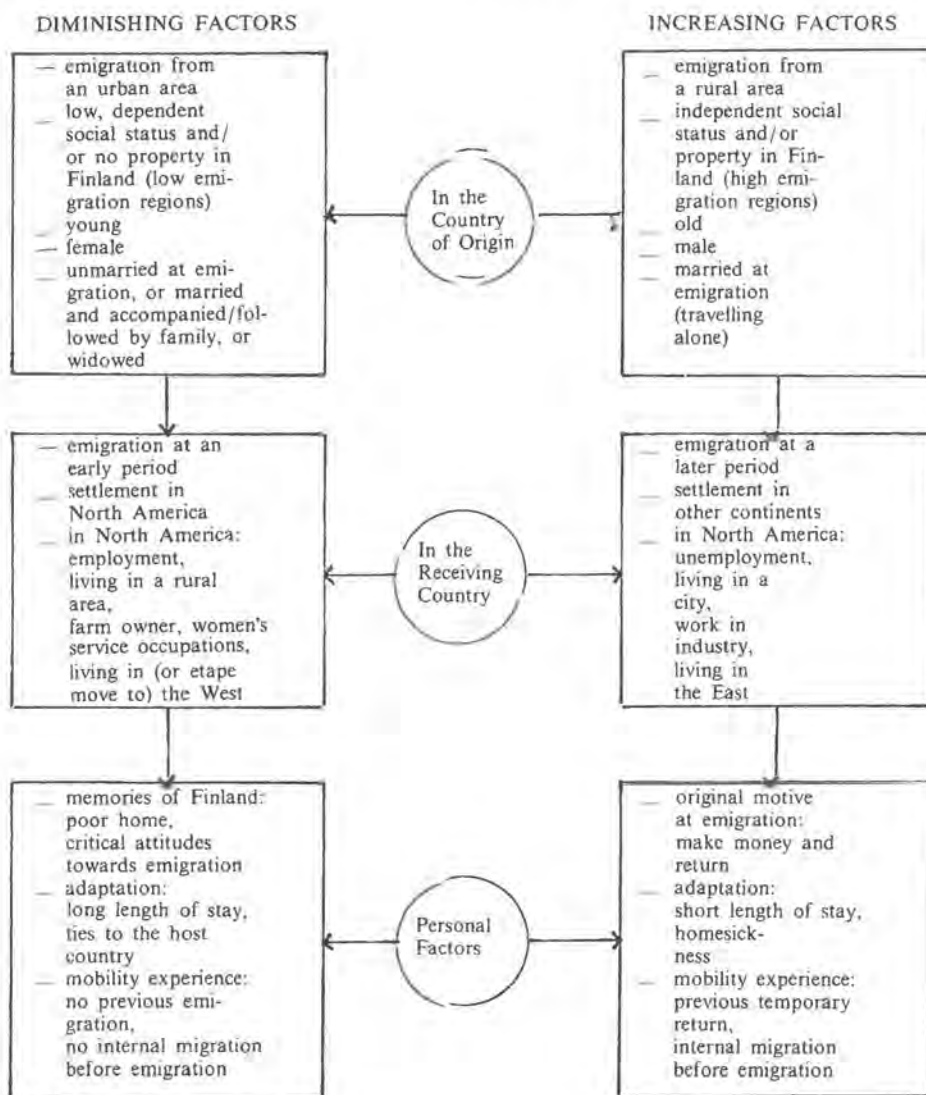 DIMINISHING FACTORS
— emigration from
an urban area
_ low, dependent
social status and/
or no property in
Finland (low emi-
gration regions)
_ young
— female
_ unmarried at emi-
gration, or married
and accompanied/fol-
lowed by family, or
widowed
In the
Country
of Origin
INCREASING FACTORS
_ emigration from
a rural area
_ independent social
status and/or
property in Fin-
land (high emi-
gration regions)
_ old
_ male
_ married at
emigration
(travelling
alone)
— emigration at an
early period
_ settlement in
North America
_ in North America:
employment,
living in a rural
area,
farm owner, women's
service occupations,
living in (or etape
move to) the West
In the
Receiving
Country
_ emigration at a
later period
_ settlement in
other continents
_ in North America:
unemployment,
living in a
city,
work in
industry,
living in
the East
_ memories of Finland:
poor home,
critical attitudes
towards emigration
_ adaptation:
long length of stay,
ties to the host
country
_ mobility experience:
no previous emi-
gration,
no internal migration
before emigration
Personal
Factors
_ original motive
at emigration:
make money and
return
_ adaptation:
short length of stay,
homesick-
ness
_ mobility experience:
previous temporary
return,
internal migration
before emigration